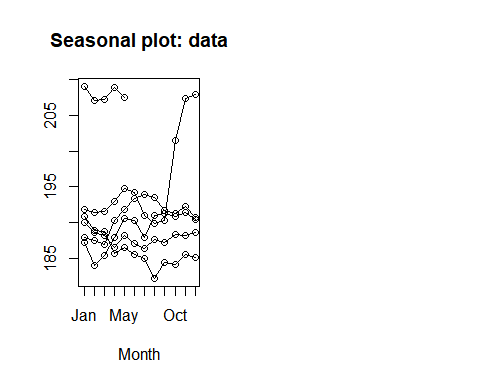 Seasonal plot: data
205
195
185
Jan May Oct
Month